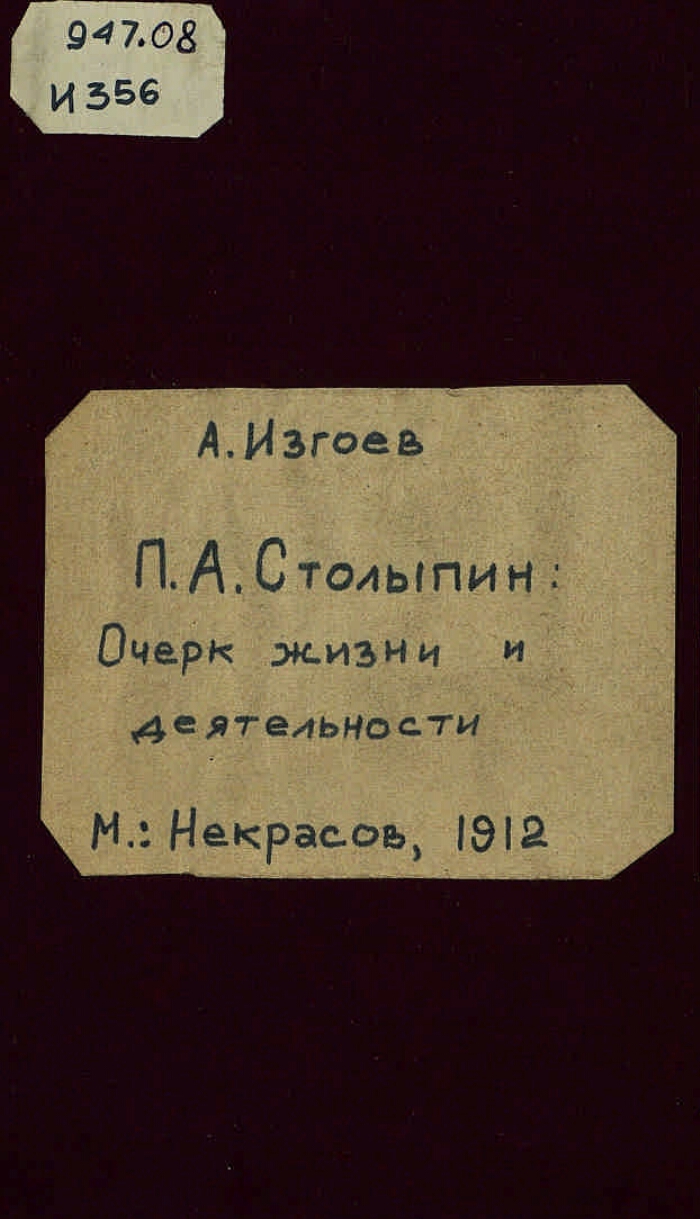 947.08
И356
А. Изгоев
П. А. Столыпин:
Очерк жизни и
деятельности
М.: Некрасов, 1912